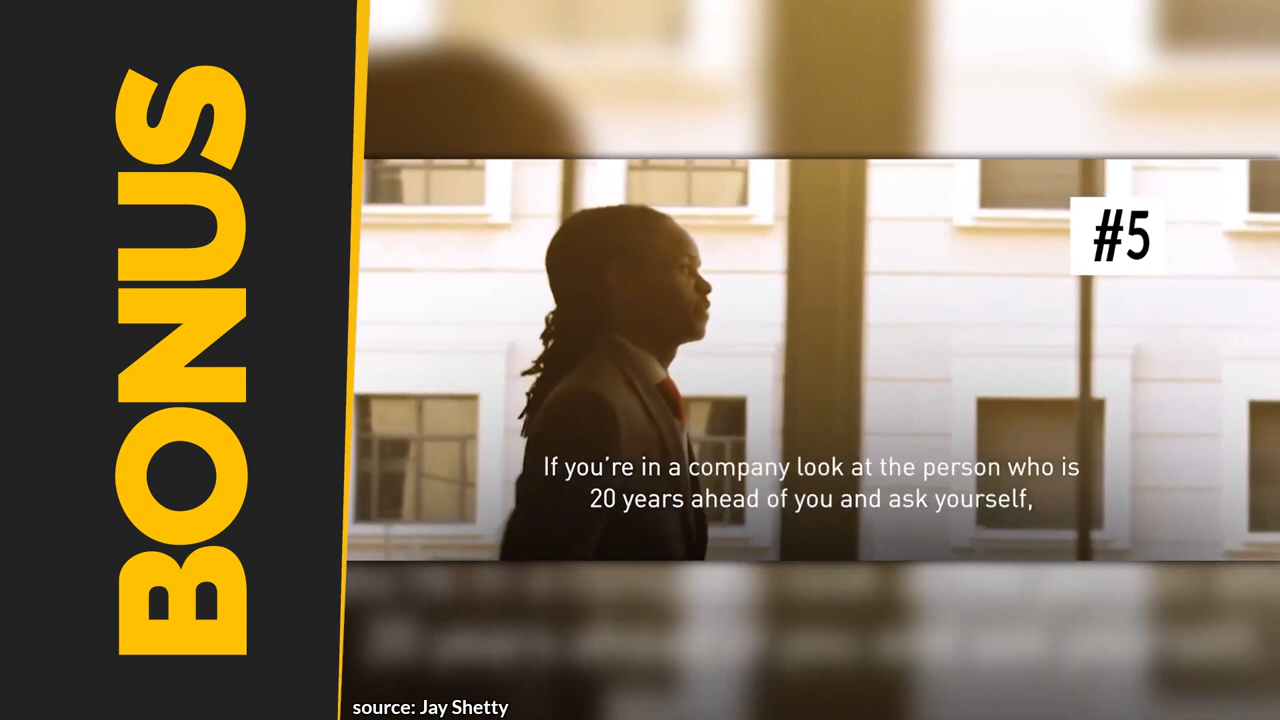 BONUS
#5
If you're in a company look at the person who is
20 years ahead of you and ask yourself,
source: Jay Shetty